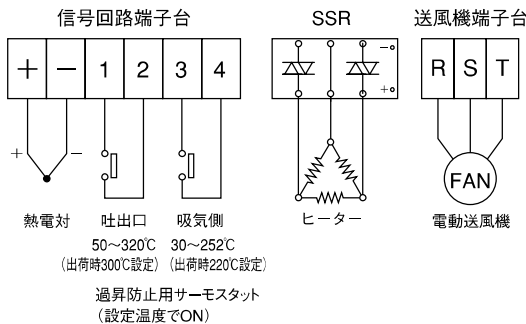 信号回路端子台
SSR
送風機端子台
+ − 1 2 3 4
−
+
R S T
+ −
FAN
熱電対
吐出口
吸気側
ヒーター
電動送風機
50〜320℃
30〜252℃
(出荷時300℃設定)
(出荷時220℃設定)
過昇防止用サーモスタット
(設定温度でON)